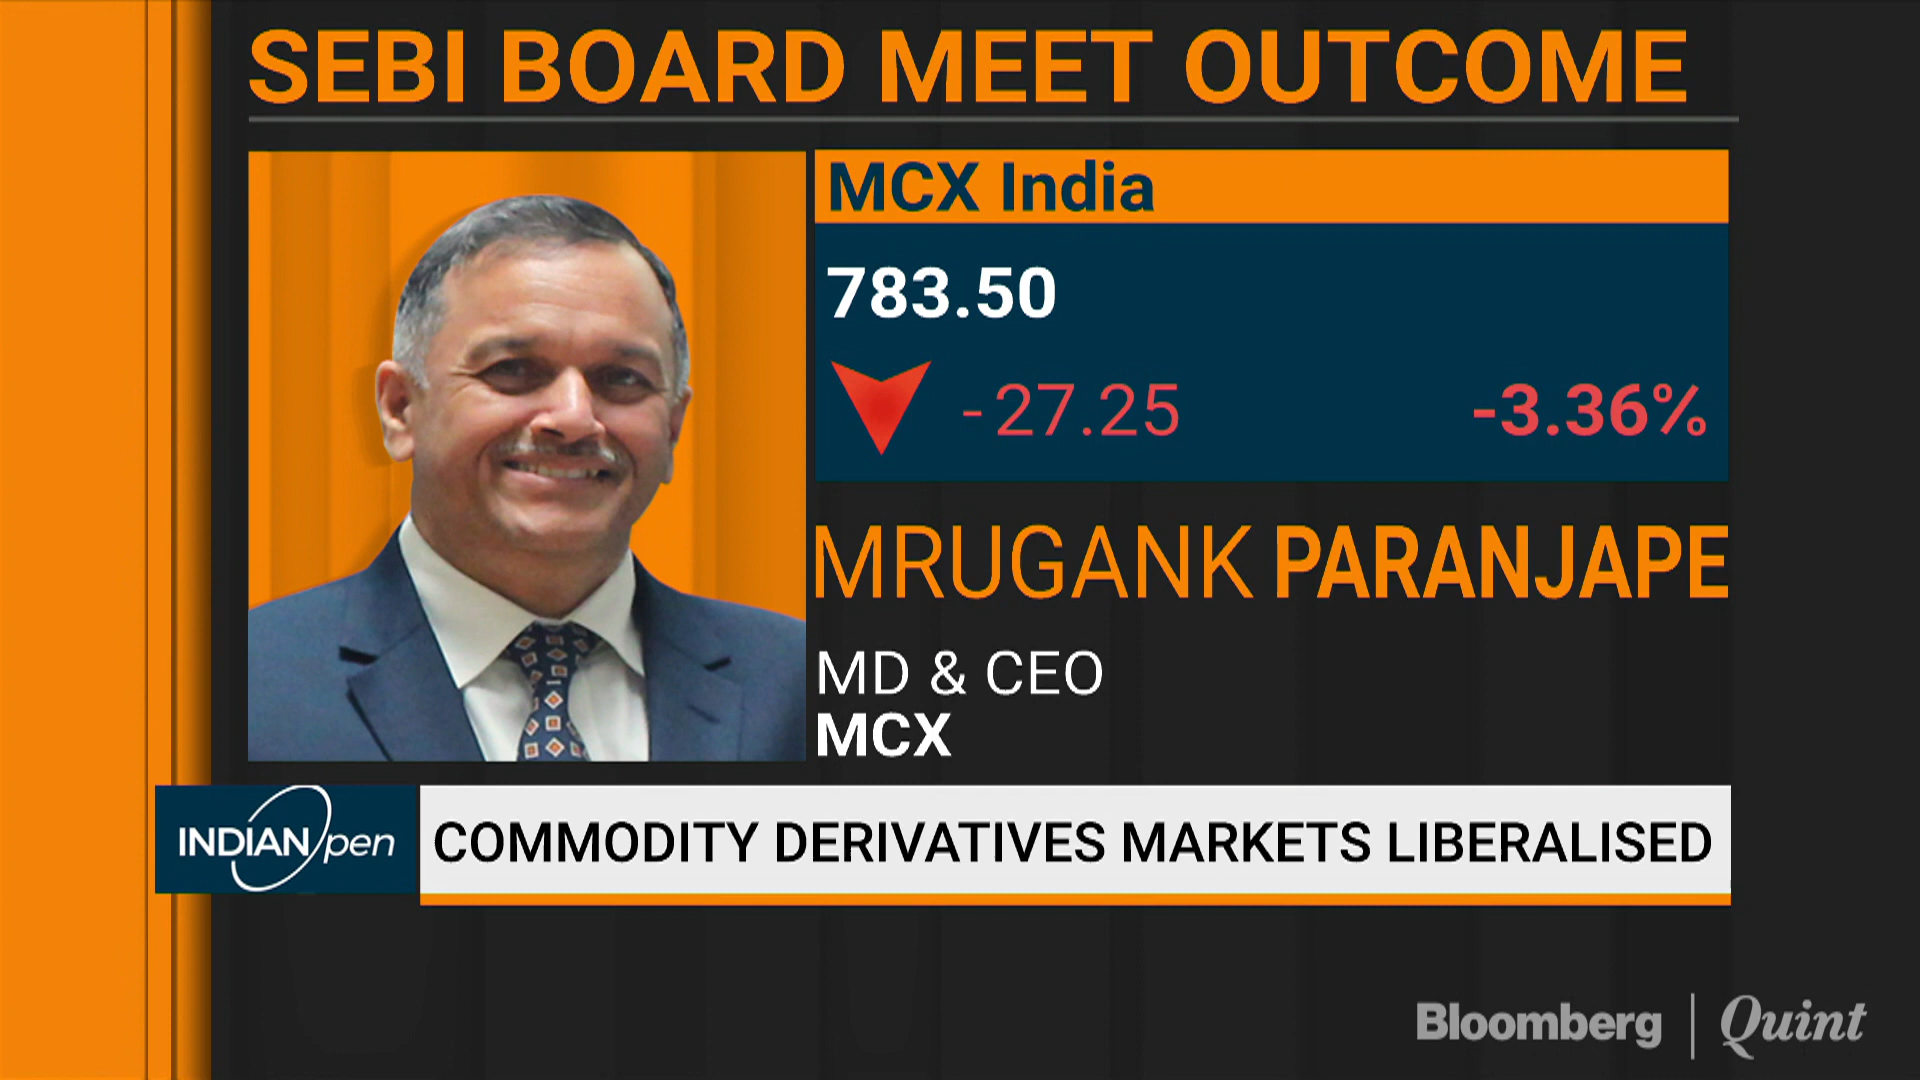 SEBI BOARD MEET OUTCOME
MCX India
783.50
-27.25 -3.36%
MRUGANK PARANJAPE
MD & CEO
MCX
INDIAN Open
COMMODITY DERIVATIVES MARKETS LIBERALISED
Bloomberg | Quint